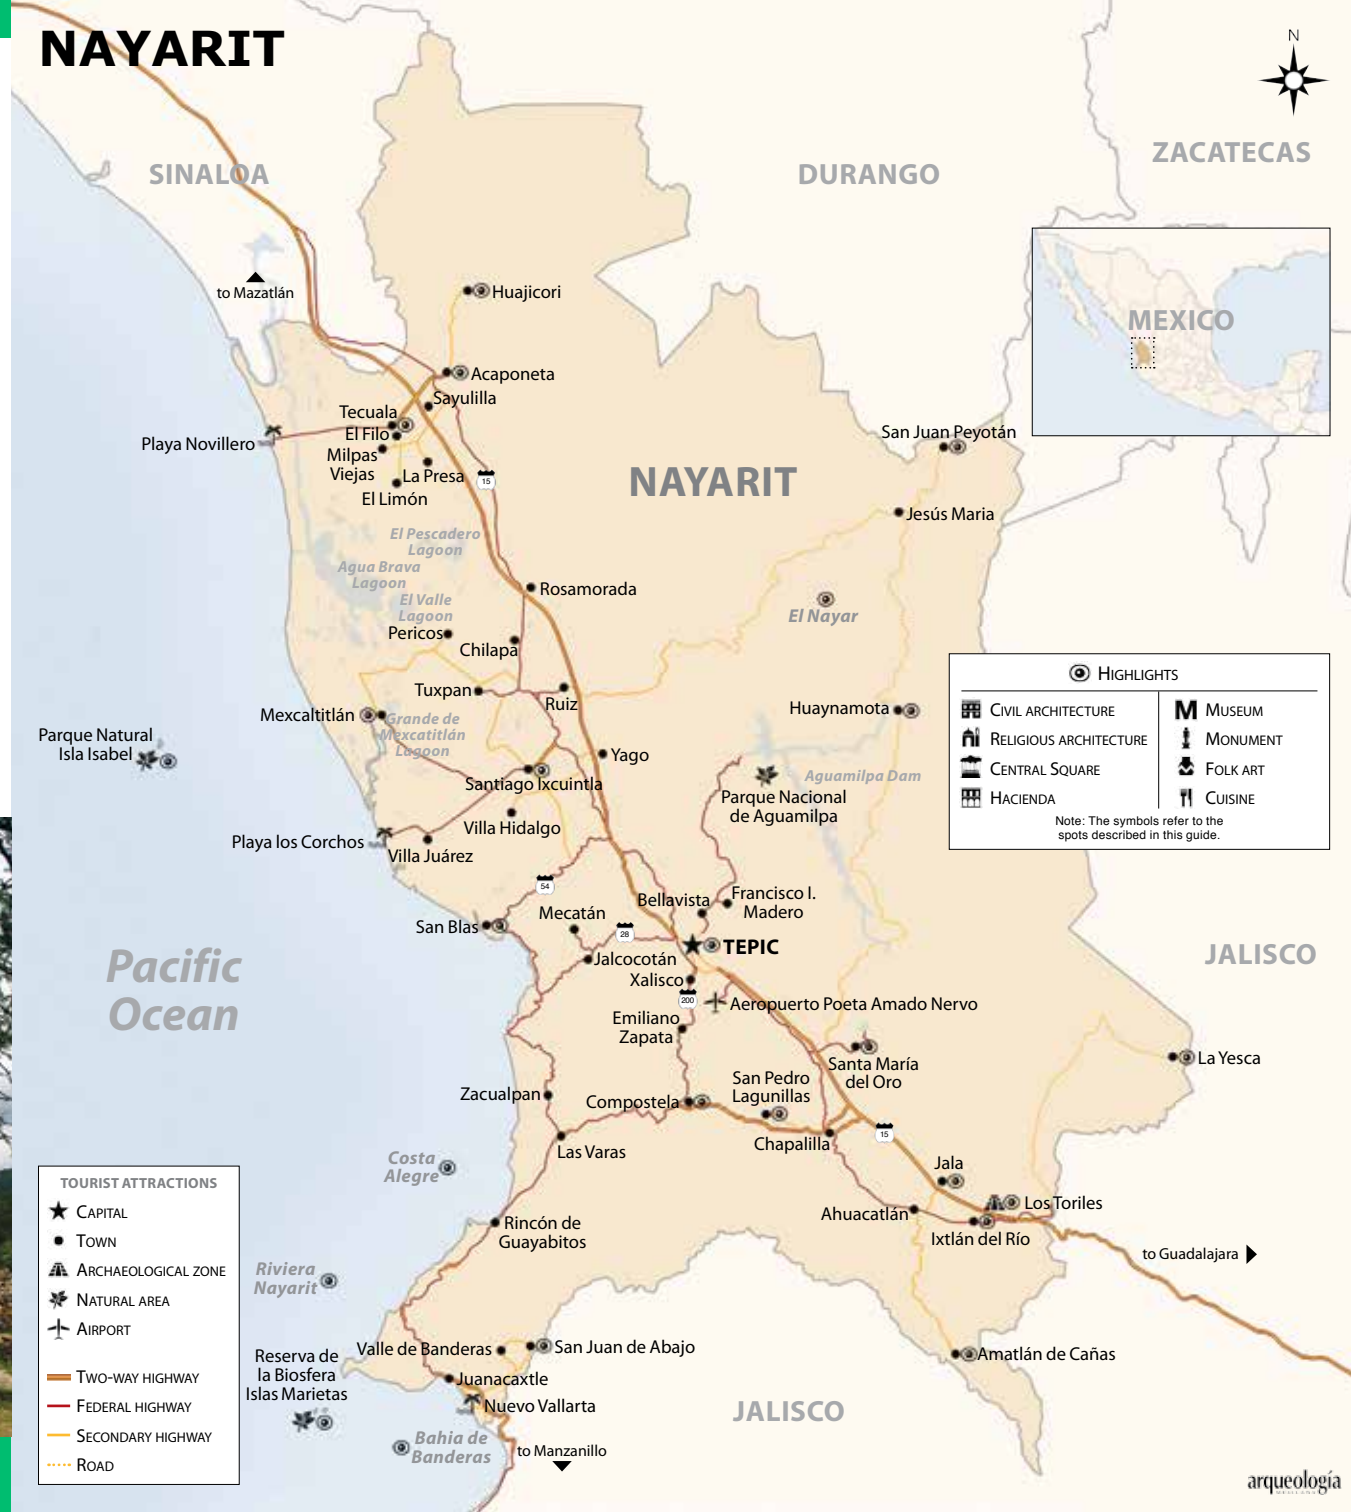 NAYARIT
N
ZACATECAS
SINALOA
DURANGO
to Mazatlán
Huajicori
MEXICO
Acaponeta
Sayulilla
Tecuala
El Filo
Playa Novillero
Milpas
Viejas
La Presa
El Limón
15
San Juan Peyotán
NAYARIT
Jesús Maria
El Pescadero
Lagoon
Agua Brava
Lagoon
El Valle
Lagoon
Rosamorada
El Nayar
Pericos
Chilapa
Tuxpan
Ruiz
Mexcaltitlán
Grande de
Mexcatitlán
Lagoon
Huaynamota
Parque Natural
Isla Isabel
Yago
Santiago Ixcuintla
Aguamilpa Dam
Parque Nacional
de Aguamilpa
Villa Hidalgo
Playa los Corchos
Villa Juárez
HIGHLIGHTS
CIVIL ARCHITECTURE
RELIGIOUS ARCHITECTURE
CENTRAL SQUARE
HACIENDA
M MUSEUM
MONUMENT
FOLK ART
CUISINE
Note: The symbols refer to the
spots described in this guide.
54
Bellavista
Francisco I.
Madero
Mecatán
San Blas
28
TEPIC
Jalcocotán
Xalisco
200
Aeropuerto Poeta Amado Nervo
Emiliano
Zapata
Pacific
Ocean
JALISCO
Santa María
del Oro
La Yesca
San Pedro
Lagunillas
Zacualpan
Compostela
Chapalilla
15
Las Varas
Costa
Alegre
Jala
Los Toriles
Ahuacatlán
Ixtlán del Río
Rincón de
Guayabitos
to Guadalajara
Riviera
Nayarit
Valle de Banderas
San Juan de Abajo
Amatlán de Cañas
Reserva de
la Biosfera
Islas Marietas
Juanacaxtle
Nuevo Vallarta
JALISCO
Bahia de
Banderas
to Manzanillo
TOURIST ATTRACTIONS
CAPITAL
TOWN
ARCHAEOLOGICAL ZONE
NATURAL AREA
AIRPORT
TWO-WAY HIGHWAY
FEDERAL HIGHWAY
SECONDARY HIGHWAY
ROAD
arqueología